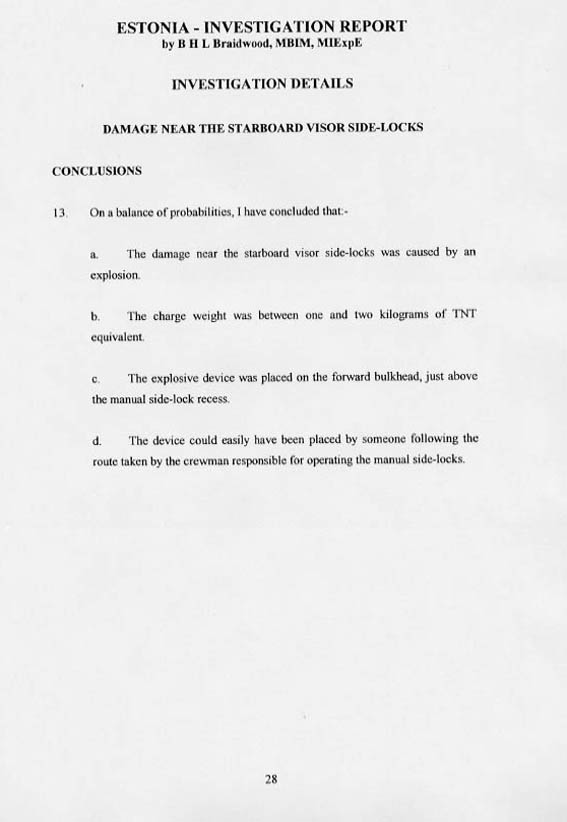 ESTONIA - INVESTIGATION REPORT
by B H L Braidwood, MBIM, MIExpE
INVESTIGATION DETAILS
DAMAGE NEAR THE STARBOARD VISOR SIDE-LOCKS
CONCLUSIONS
13. On a balance of probabilities, I have concluded that:-
a. The damage near the starboard visor side-locks was caused by an
explosion.
b. The charge weight was between one and two kilograms of TNT
equivalent.
c. The explosive device was placed on the forward bulkhead, just above
the manual side-lock recess.
d. The device could easily have been placed by someone following the
route taken by the crewman responsible for operating the manual side-locks.
28